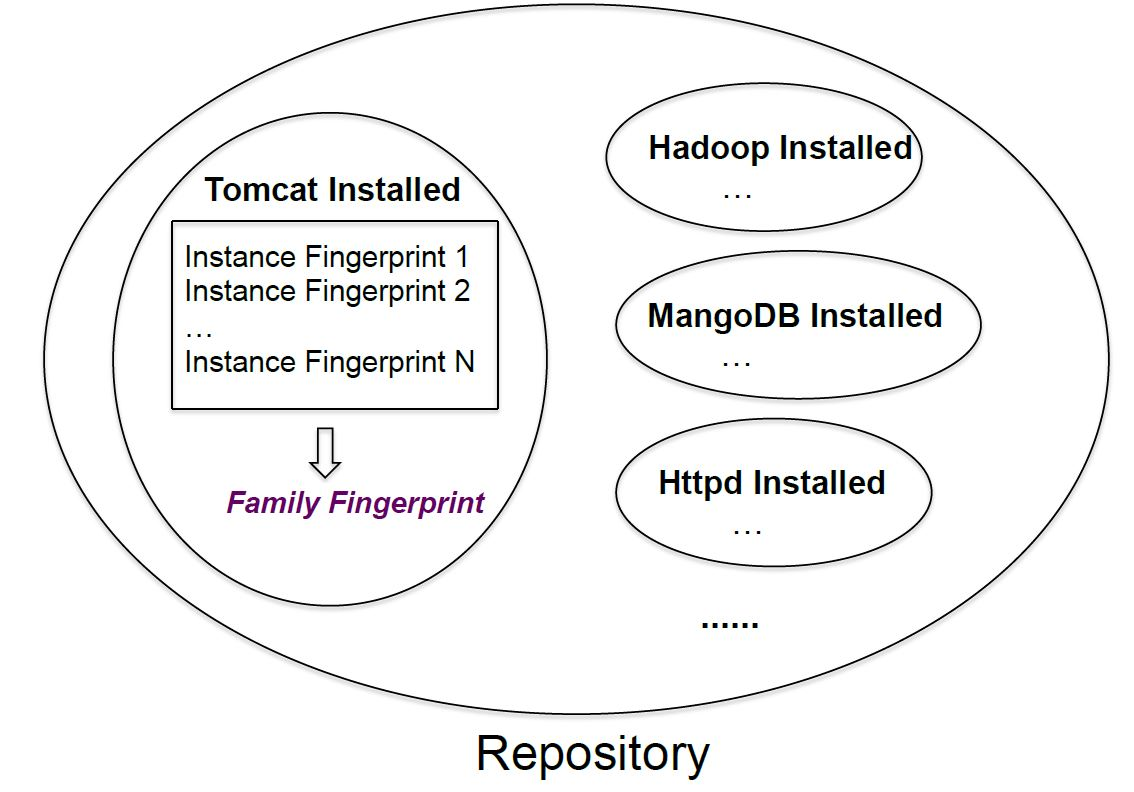 Tomcat Installed
Instance Fingerprint 1
Instance Fingerprint 2
...
Instance Fingerprint N
Family Fingerprint
Hadoop Installed
...
MangoDB Installed
...
Httpd Installed
...
......
Repository